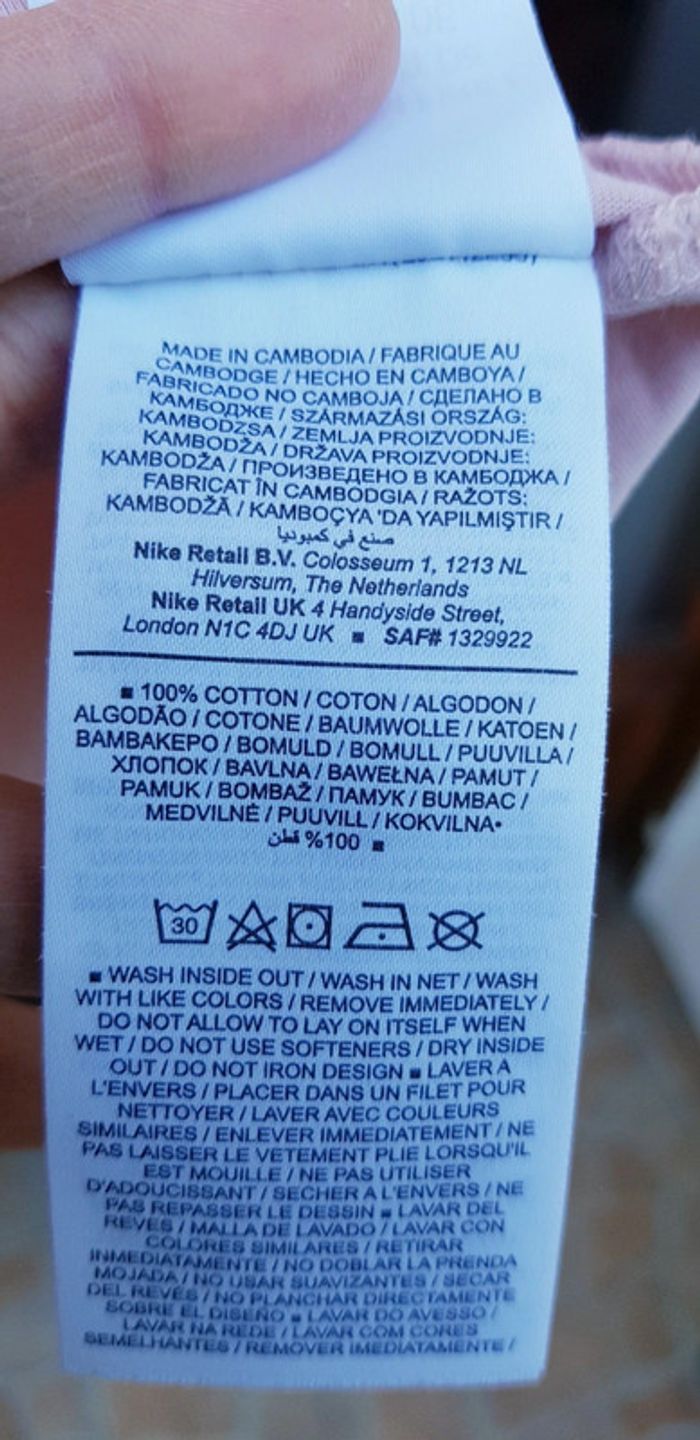 MADE IN CAMBODIA / FABRIQUE AU
CAMBODGE / HECHO EN CAMBOYA /
FABRICADO NO CAMBOJA / СДЕЛАНО В
КАМБОДЖЕ / SZÁRMAZÁSI ORSZÁG:
KAMBODZSA / ZEMLJA PROIZVODNJE:
KAMBODŽA / DRŽAVA PROIZVODNJE:
KAMBODŽA / ПРОИЗВЕДЕНО В КАМБОДЖА /
FABRICAT ÎN CAMBODGIA / RAŽOTS:
KAMBODŽĀ / KAMBOÇYA 'DA YAPILMIŞTIR /
صنع في كمبوديا
Nike Retail B.V. Colosseum 1, 1213 NL
Hilversum, The Netherlands
Nike Retail UK 4 Handyside Street,
London N1C 4DJ UK ■ SAF# 1329922
■ 100% COTTON / COTON / ALGODON /
ALGODÃO / COTONE / BAUMWOLLE / KATOEN /
ΒΑΜΒΑΚΕΡΟ / BOMULD / BOMULL / PUUVILLA /
ХЛОПОК / BAVLNA / BAWEŁNA / PAMUT /
PAMUK / BOMBAŽ / ПАМУК / BUMBAC /
MEDVILNĖ / PUUVILL / KOKVILNA•
100% قطن ■
30
■ WASH INSIDE OUT / WASH IN NET / WASH
WITH LIKE COLORS / REMOVE IMMEDIATELY /
DO NOT ALLOW TO LAY ON ITSELF WHEN
WET / DO NOT USE SOFTENERS / DRY INSIDE
OUT / DO NOT IRON DESIGN ■ LAVER A
L'ENVERS / PLACER DANS UN FILET POUR
NETTOYER / LAVER AVEC COULEURS
SIMILAIRES / ENLEVER IMMEDIATEMENT / NE
PAS LAISSER LE VETEMENT PLIE LORSQU'IL
EST MOUILLE / NE PAS UTILISER
D'ADOUCISSANT / SECHER A L'ENVERS / NE
PAS REPASSER LE DESSIN ■ LAVAR DEL
REVES / MALLA DE LAVADO / LAVAR CON
COLORES SIMILARES / RETIRAR
INMEDIATAMENTE / NO DOBLAR LA PRENDA
MOJADA / NO USAR SUAVIZANTES / SECAR
DEL REVÉS / NO PLANCHAR DIRECTAMENTE
SOBRE EL DISEÑO ■ LAVAR DO AVESSO /
LAVAR NA REDE / LAVAR COM CORES
SEMELHANTES / REMOVER IMEDIATAMENTE /